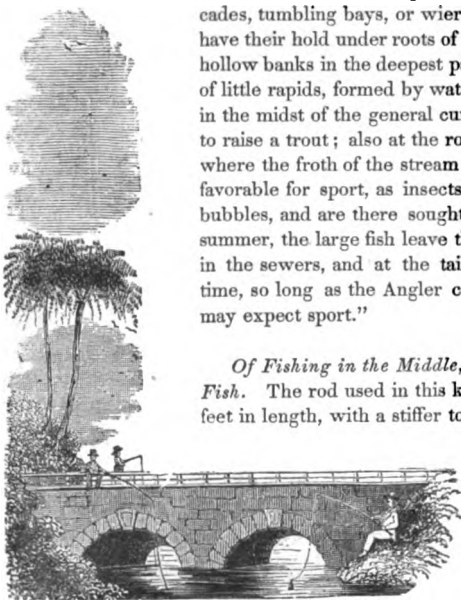 cades, tumbling bays, or wier
have their hold under roots of
hollow banks in the deepest p
of little rapids, formed by wat
in the midst of the general cu
to raise a trout; also at the ro
where the froth of the stream
favorable for sport, as insects
bubbles, and are there sought
summer, the large fish leave t
in the sewers, and at the tai
time, so long as the Angler c
may expect sport."
Of Fishing in the Middle,
Fish. The rod used in this k
feet in length, with a stiffer to